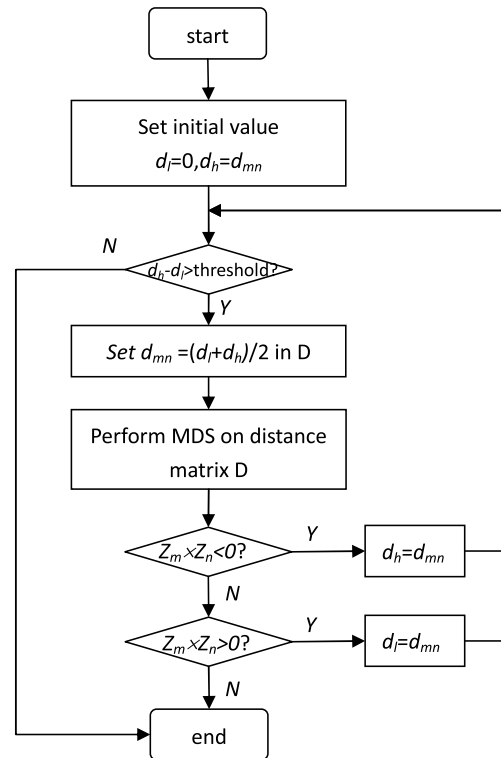 start
Set initial value
dₗ=0,dₕ=dₘₙ
N
dₕ-dₗ>threshold?
Y
Set dₘₙ =(dₗ+dₕ)/2 in D
Perform MDS on distance
matrix D
Zₘ×Zₙ<0?
Y
dₕ=dₘₙ
N
Zₘ×Zₙ>0?
Y
dₗ=dₘₙ
N
end